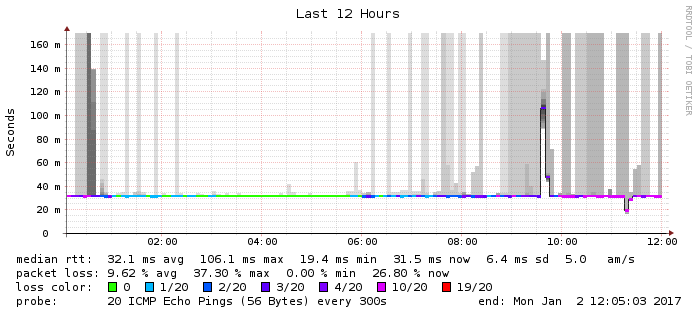 Last 12 Hours
RRDTOOL / TOBI OETIKER
Seconds
160 m
140 m
120 m
100 m
80 m
60 m
40 m
20 m
0
02:00 04:00 06:00 08:00 10:00 12:00
median rtt: 32.1 ms avg 106.1 ms max 19.4 ms min 31.5 ms now 6.4 ms sd 5.0 am/s
packet loss: 9.62 % avg 37.30 % max 0.00 % min 26.80 % now
loss color: 0 1/20 2/20 3/20 4/20 10/20 19/20
probe: 20 ICMP Echo Pings (56 Bytes) every 300s end: Mon Jan 2 12:05:03 2017